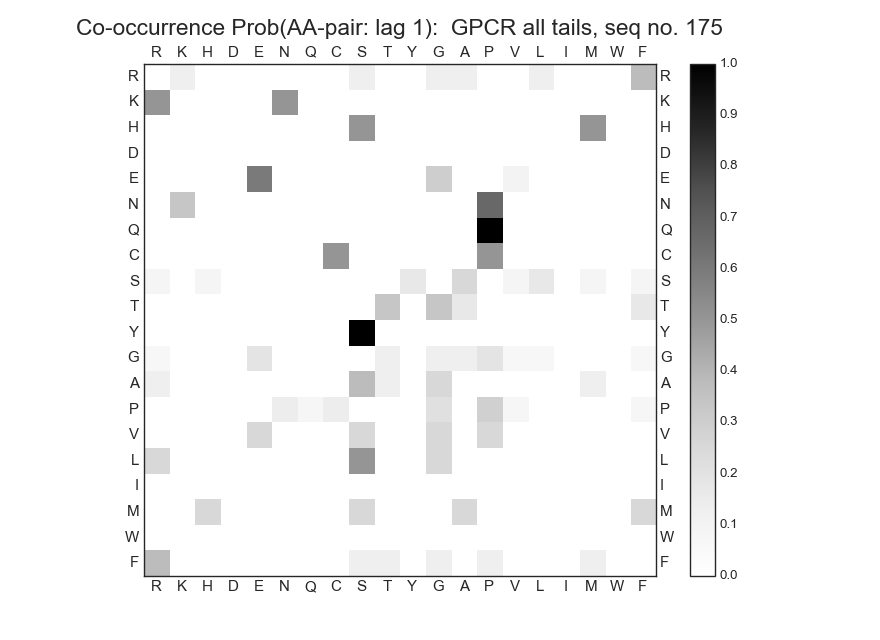 Co-occurrence Prob(AA-pair: lag 1):  GPCR all tails, seq no. 175
R K H D E N Q C S T Y G A P V L I M W F
1.0
R R
0.9
K K
H H
0.8
D D
E E
0.7
N N
Q Q
0.6
C C
S S
0.5
T T
Y Y
0.4
G G
A A
0.3
P P
V V
0.2
L L
I I
0.1
M M
W W
F F
0.0
R K H D E N Q C S T Y G A P V L I M W F